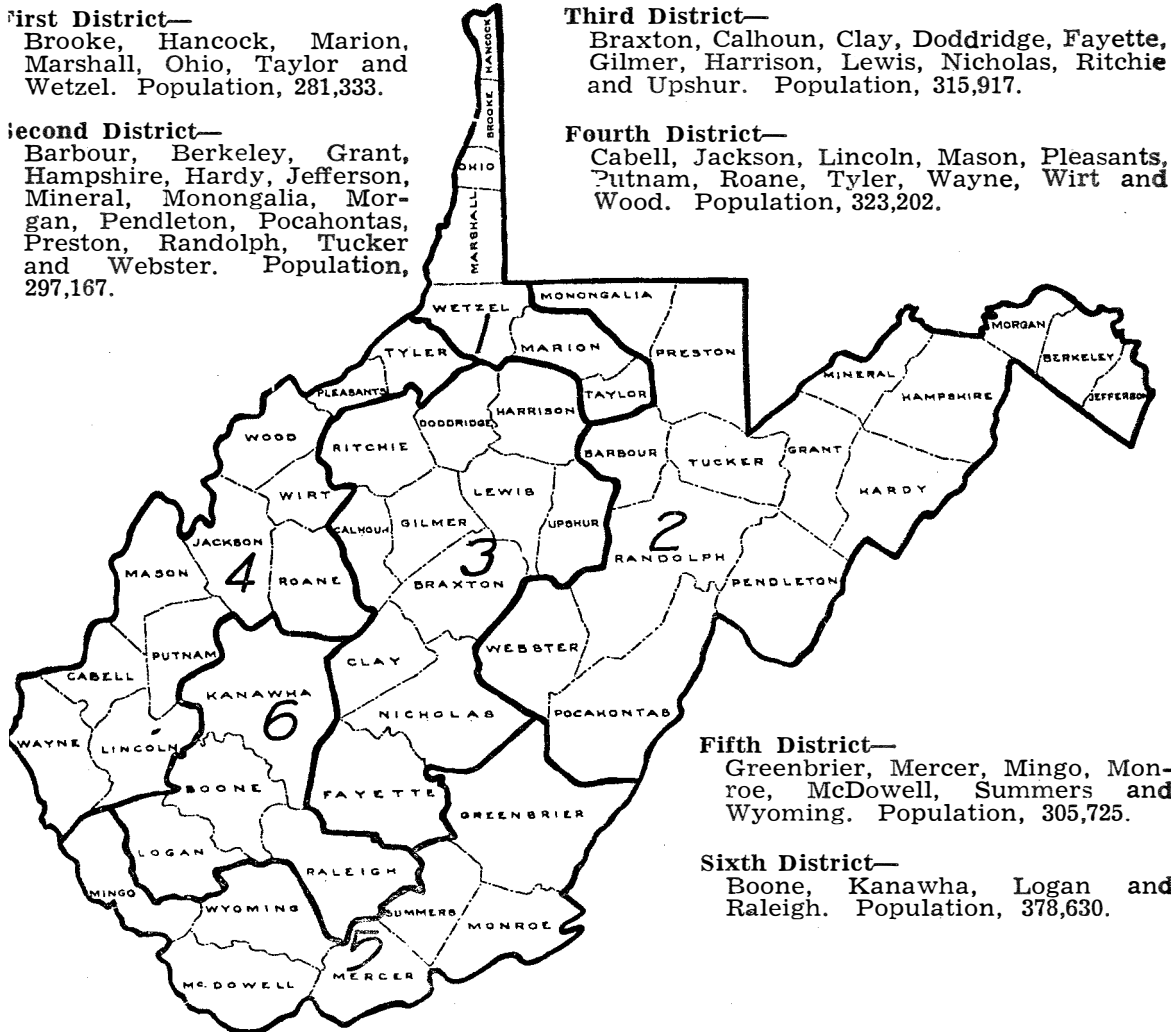 First District—
Brooke, Hancock, Marion,
Marshall, Ohio, Taylor and
Wetzel. Population, 281,333.
Second District—
Barbour, Berkeley, Grant,
Hampshire, Hardy, Jefferson,
Mineral, Monongalia, Mor-
gan, Pendleton, Pocahontas,
Preston, Randolph, Tucker
and Webster. Population,
297,167.
Third District—
Braxton, Calhoun, Clay, Doddridge, Fayette,
Gilmer, Harrison, Lewis, Nicholas, Ritchie
and Upshur. Population, 315,917.
Fourth District—
Cabell, Jackson, Lincoln, Mason, Pleasants,
Putnam, Roane, Tyler, Wayne, Wirt and
Wood. Population, 323,202.
HANCOCK
BROOKE
OHIO
MARSHALL
WETZEL
MONONGALIA
1
TYLER
MARION
PRESTON
MORGAN
BERKELEY
JEFFERSON
MINERAL
HAMPSHIRE
PLEASANTS
TAYLOR
WOOD
RITCHIE
DODDRIDGE
HARRISON
BARBOUR
TUCKER
GRANT
HARDY
WIRT
LEWIS
CALHOUN
GILMER
UPSHUR
2
JACKSON
3
RANDOLPH
MASON
4
ROANE
BRAXTON
PENDLETON
PUTNAM
CLAY
WEBSTER
CABELL
KANAWHA
6
NICHOLAS
POCAHONTAS
WAYNE
LINCOLN
BOONE
FAYETTE
GREENBRIER
LOGAN
RALEIGH
MINGO
WYOMING
SUMMERS
MONROE
5
McDOWELL
MERCER
Fifth District—
Greenbrier, Mercer, Mingo, Mon-
roe, McDowell, Summers and
Wyoming. Population, 305,725.
Sixth District—
Boone, Kanawha, Logan and
Raleigh. Population, 378,630.